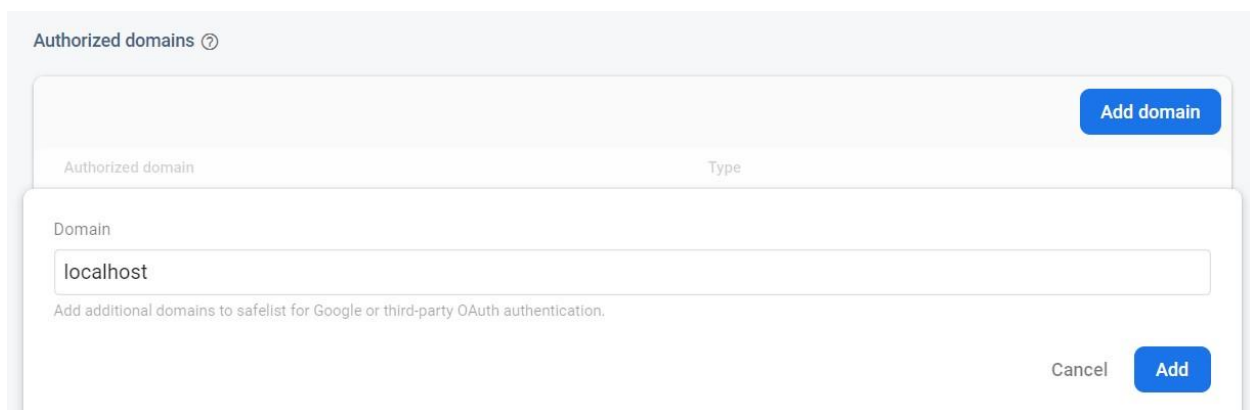 Authorized domains
Add domain
Authorized domain Type
Domain
localhost
Add additional domains to safelist for Google or third-party OAuth authentication.
Cancel Add